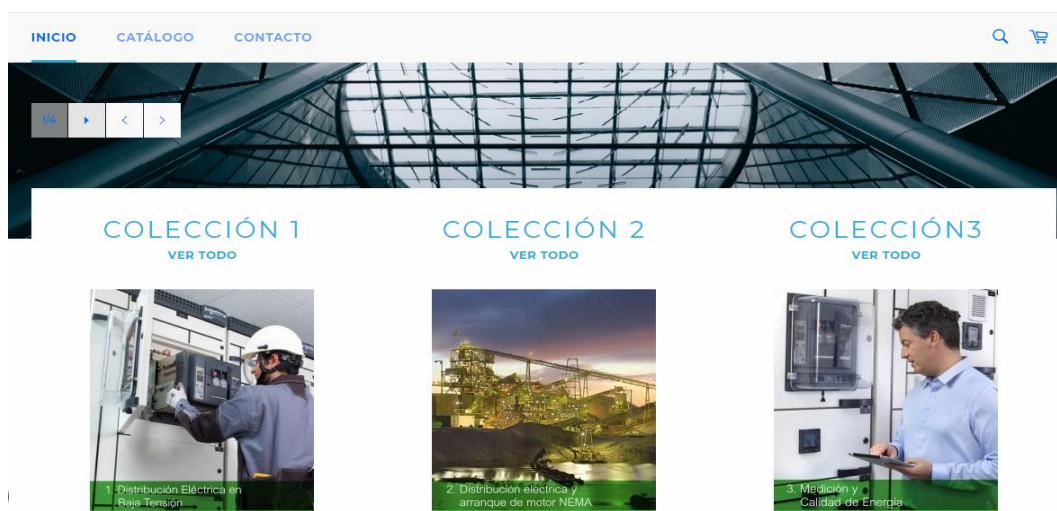 INICIO CATÁLOGO CONTACTO
1/4
COLECCIÓN 1 COLECCIÓN 2 COLECCIÓN3
VER TODO VER TODO VER TODO
1. Distribución Eléctrica en
Baja Tensión
2. Distribución eléctrica y
arranque de motor NEMA
3. Medición y
Calidad de Energía